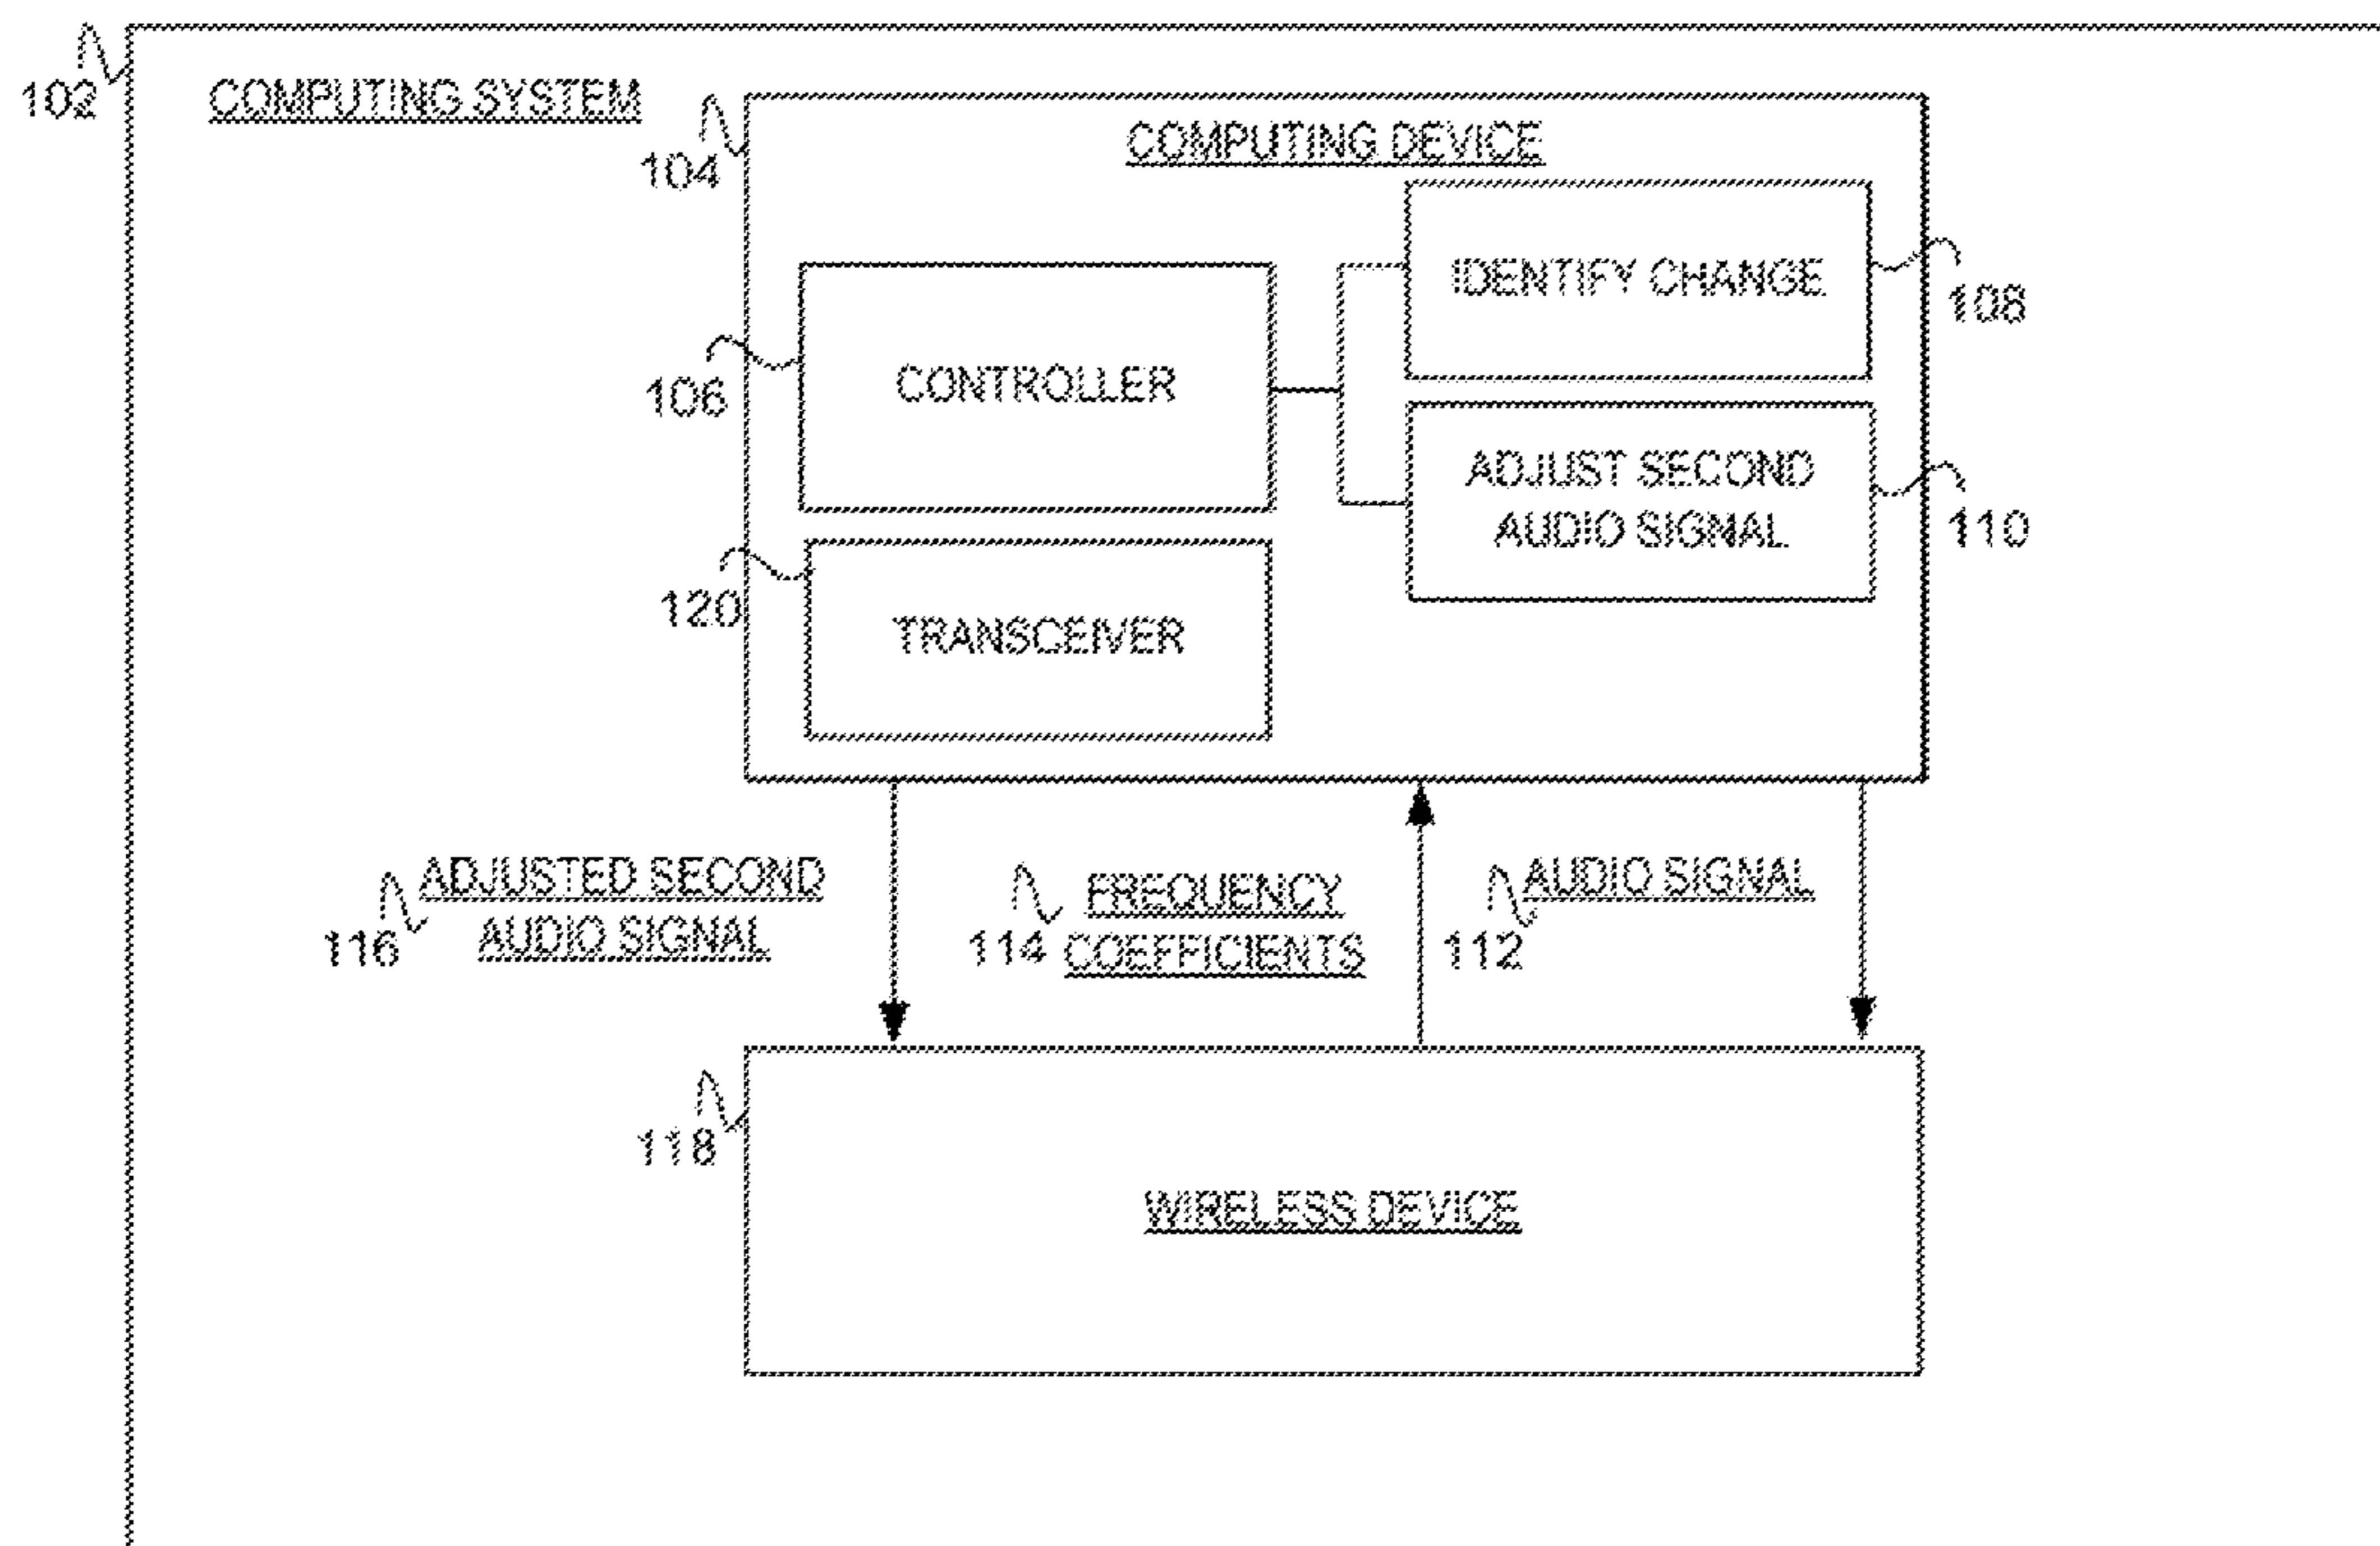 102
COMPUTING SYSTEM
104
COMPUTING DEVICE
IDENTIFY CHANGE
108
106
CONTROLLER
ADJUST SECOND
AUDIO SIGNAL
110
120
TRANSCEIVER
116
ADJUSTED SECOND
AUDIO SIGNAL
114
FREQUENCY
COEFFICIENTS
112
AUDIO SIGNAL
118
WIRELESS DEVICE